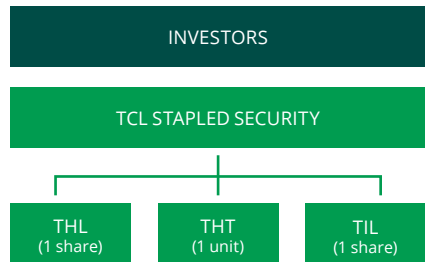 INVESTORS
TCL STAPLED SECURITY
THL
(1 share)
THT
(1 unit)
TIL
(1 share)